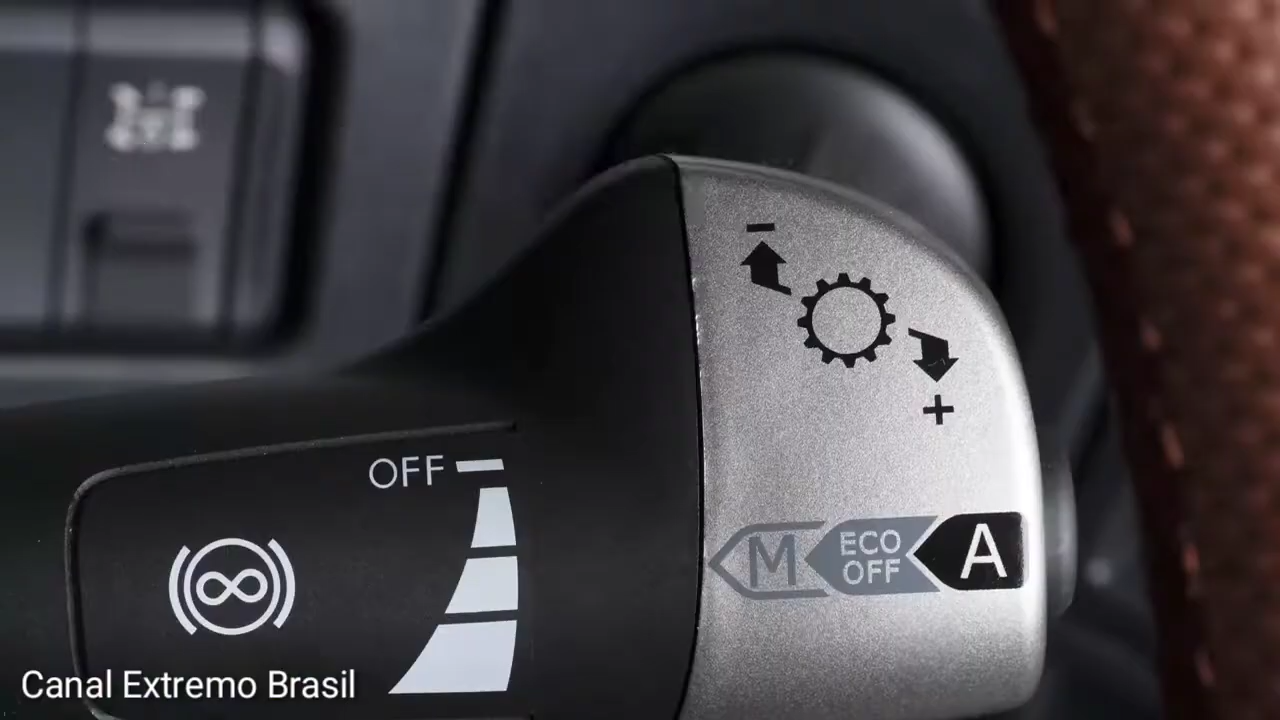 −
+
OFF
M
ECO
OFF
A
Canal Extremo Brasil